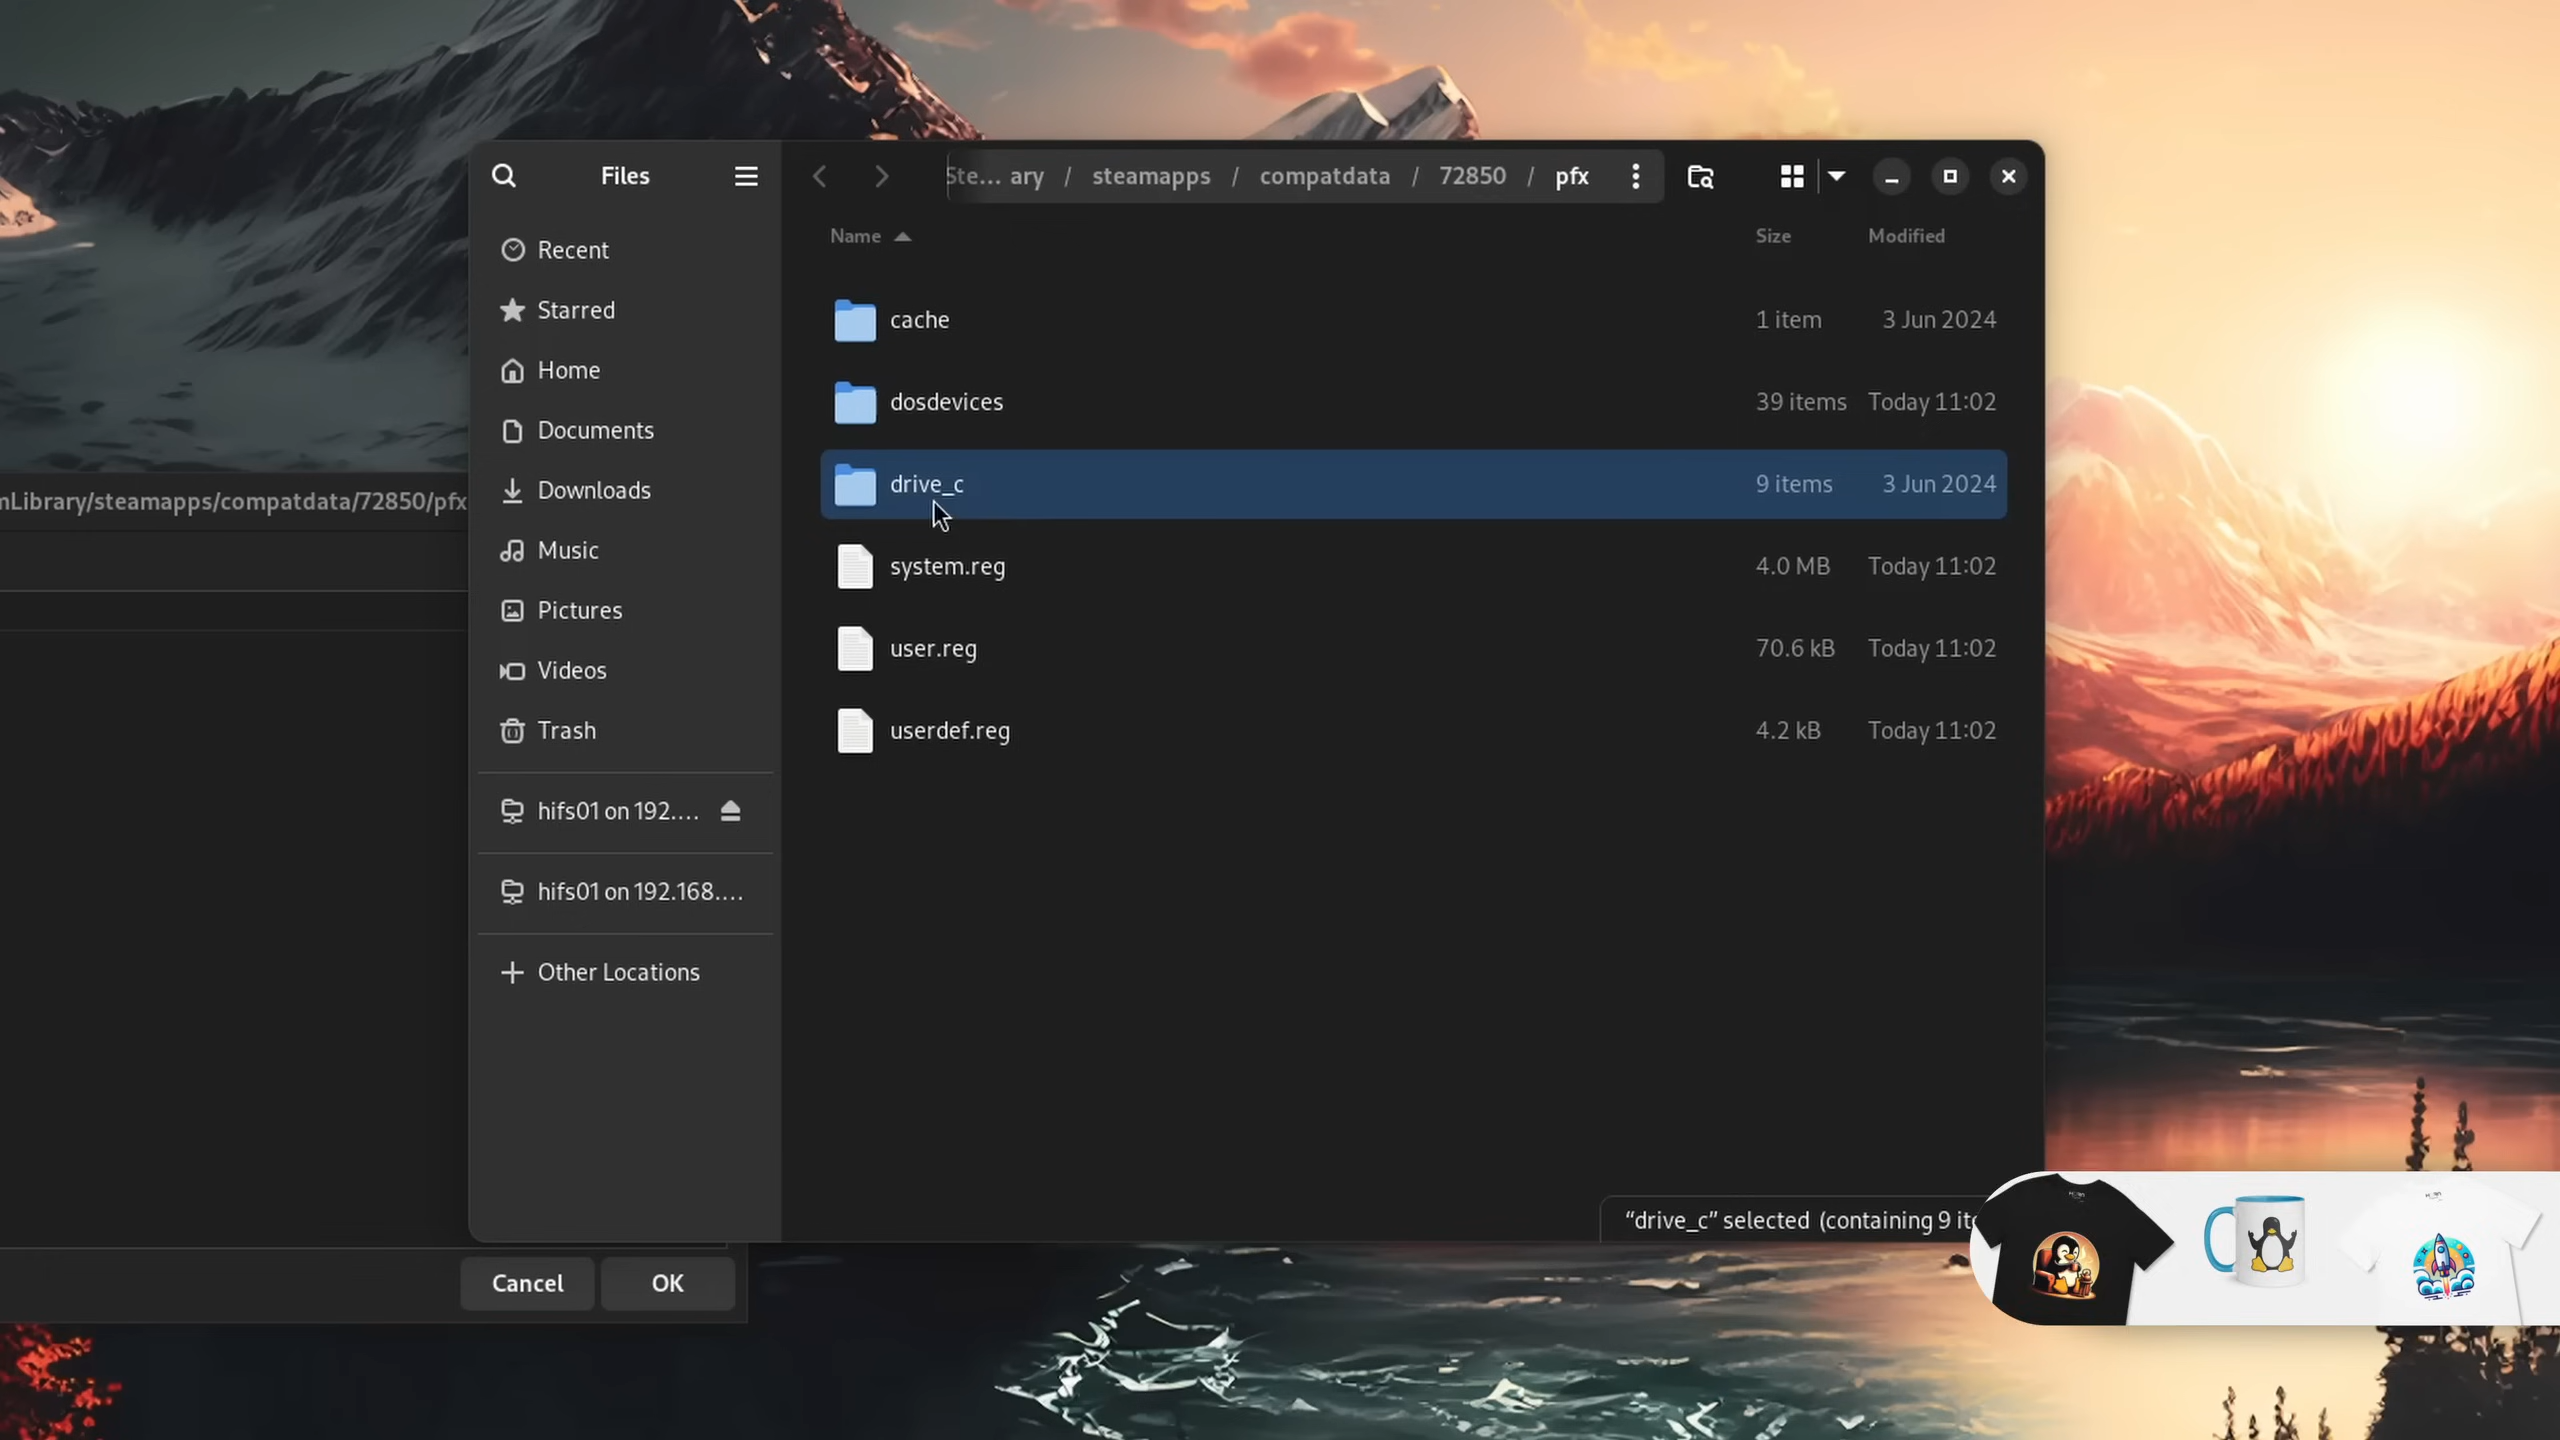 Files
Ste... ary / steamapps / compatdata / 72850 / pfx
Recent
Starred
Home
Documents
Downloads
Music
Pictures
Videos
Trash
hifs01 on 192....
hifs01 on 192.168....
Other Locations
Name Size Modified
cache 1 item 3 Jun 2024
dosdevices 39 items Today 11:02
drive_c 9 items 3 Jun 2024
system.reg 4.0 MB Today 11:02
user.reg 70.6 kB Today 11:02
userdef.reg 4.2 kB Today 11:02
"drive_c" selected (containing 9 ite
mLibrary/steamapps/compatdata/72850/pfx
Cancel OK